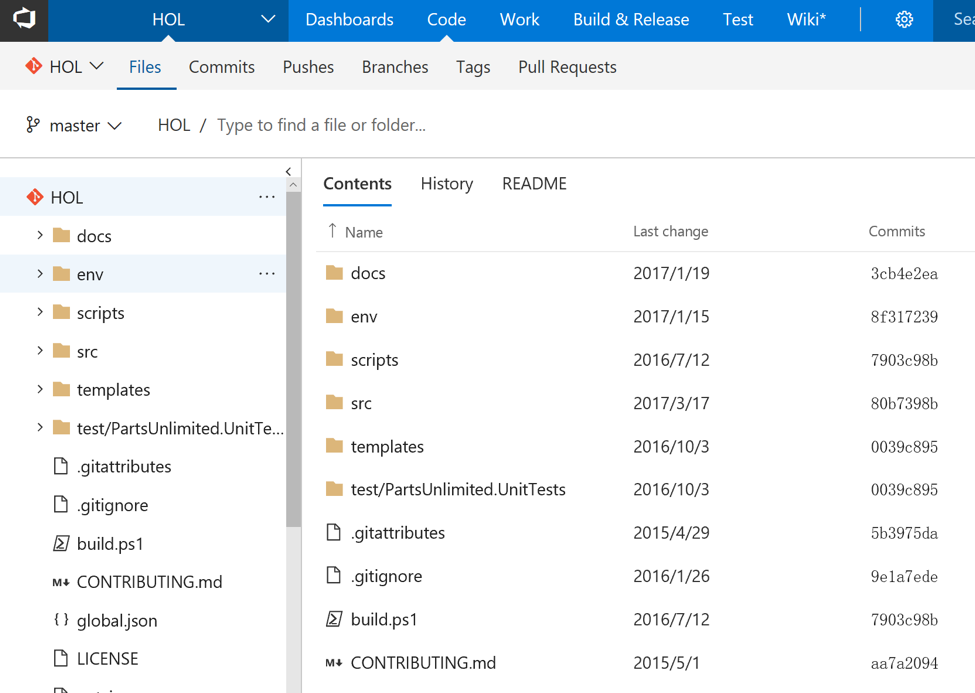 HOL Dashboards Code Work Build & Release Test Wiki*
HOL Files Commits Pushes Branches Tags Pull Requests
master HOL / Type to find a file or folder...
HOL ...
docs
env ...
scripts
src
templates
test/PartsUnlimited.UnitTe...
.gitattributes
.gitignore
build.ps1
M↓ CONTRIBUTING.md
{ } global.json
LICENSE
Contents History README
↑ Name Last change Commits
docs 2017/1/19 3cb4e2ea
env 2017/1/15 8f317239
scripts 2016/7/12 7903c98b
src 2017/3/17 80b7398b
templates 2016/10/3 0039c895
test/PartsUnlimited.UnitTests 2016/10/3 0039c895
.gitattributes 2015/4/29 5b3975da
.gitignore 2016/1/26 9e1a7ede
build.ps1 2016/7/12 7903c98b
M↓ CONTRIBUTING.md 2015/5/1 aa7a2094